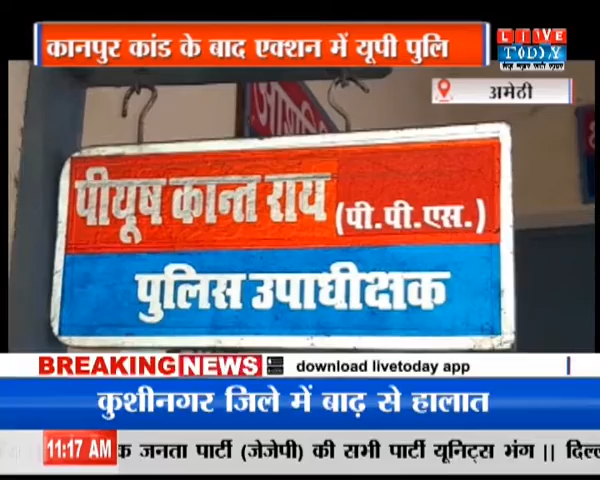 कानपुर कांड के बाद एक्शन में यूपी पुलि
LIVE
TODAY
अमेठी
पीयूष कान्त राय (पी.पी.एस.)
पुलिस उपाधीक्षक
BREAKING NEWS download livetoday app
कुशीनगर जिले में बाढ़ से हालात
11:17 AM क जनता पार्टी (जेजेपी) की सभी पार्टी यूनिट्स भंग || दिल्ल